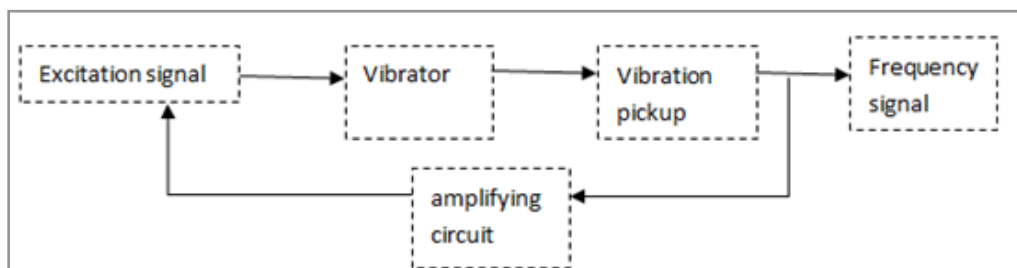 Excitation signal
Vibrator
Vibration
pickup
Frequency
signal
amplifying
circuit